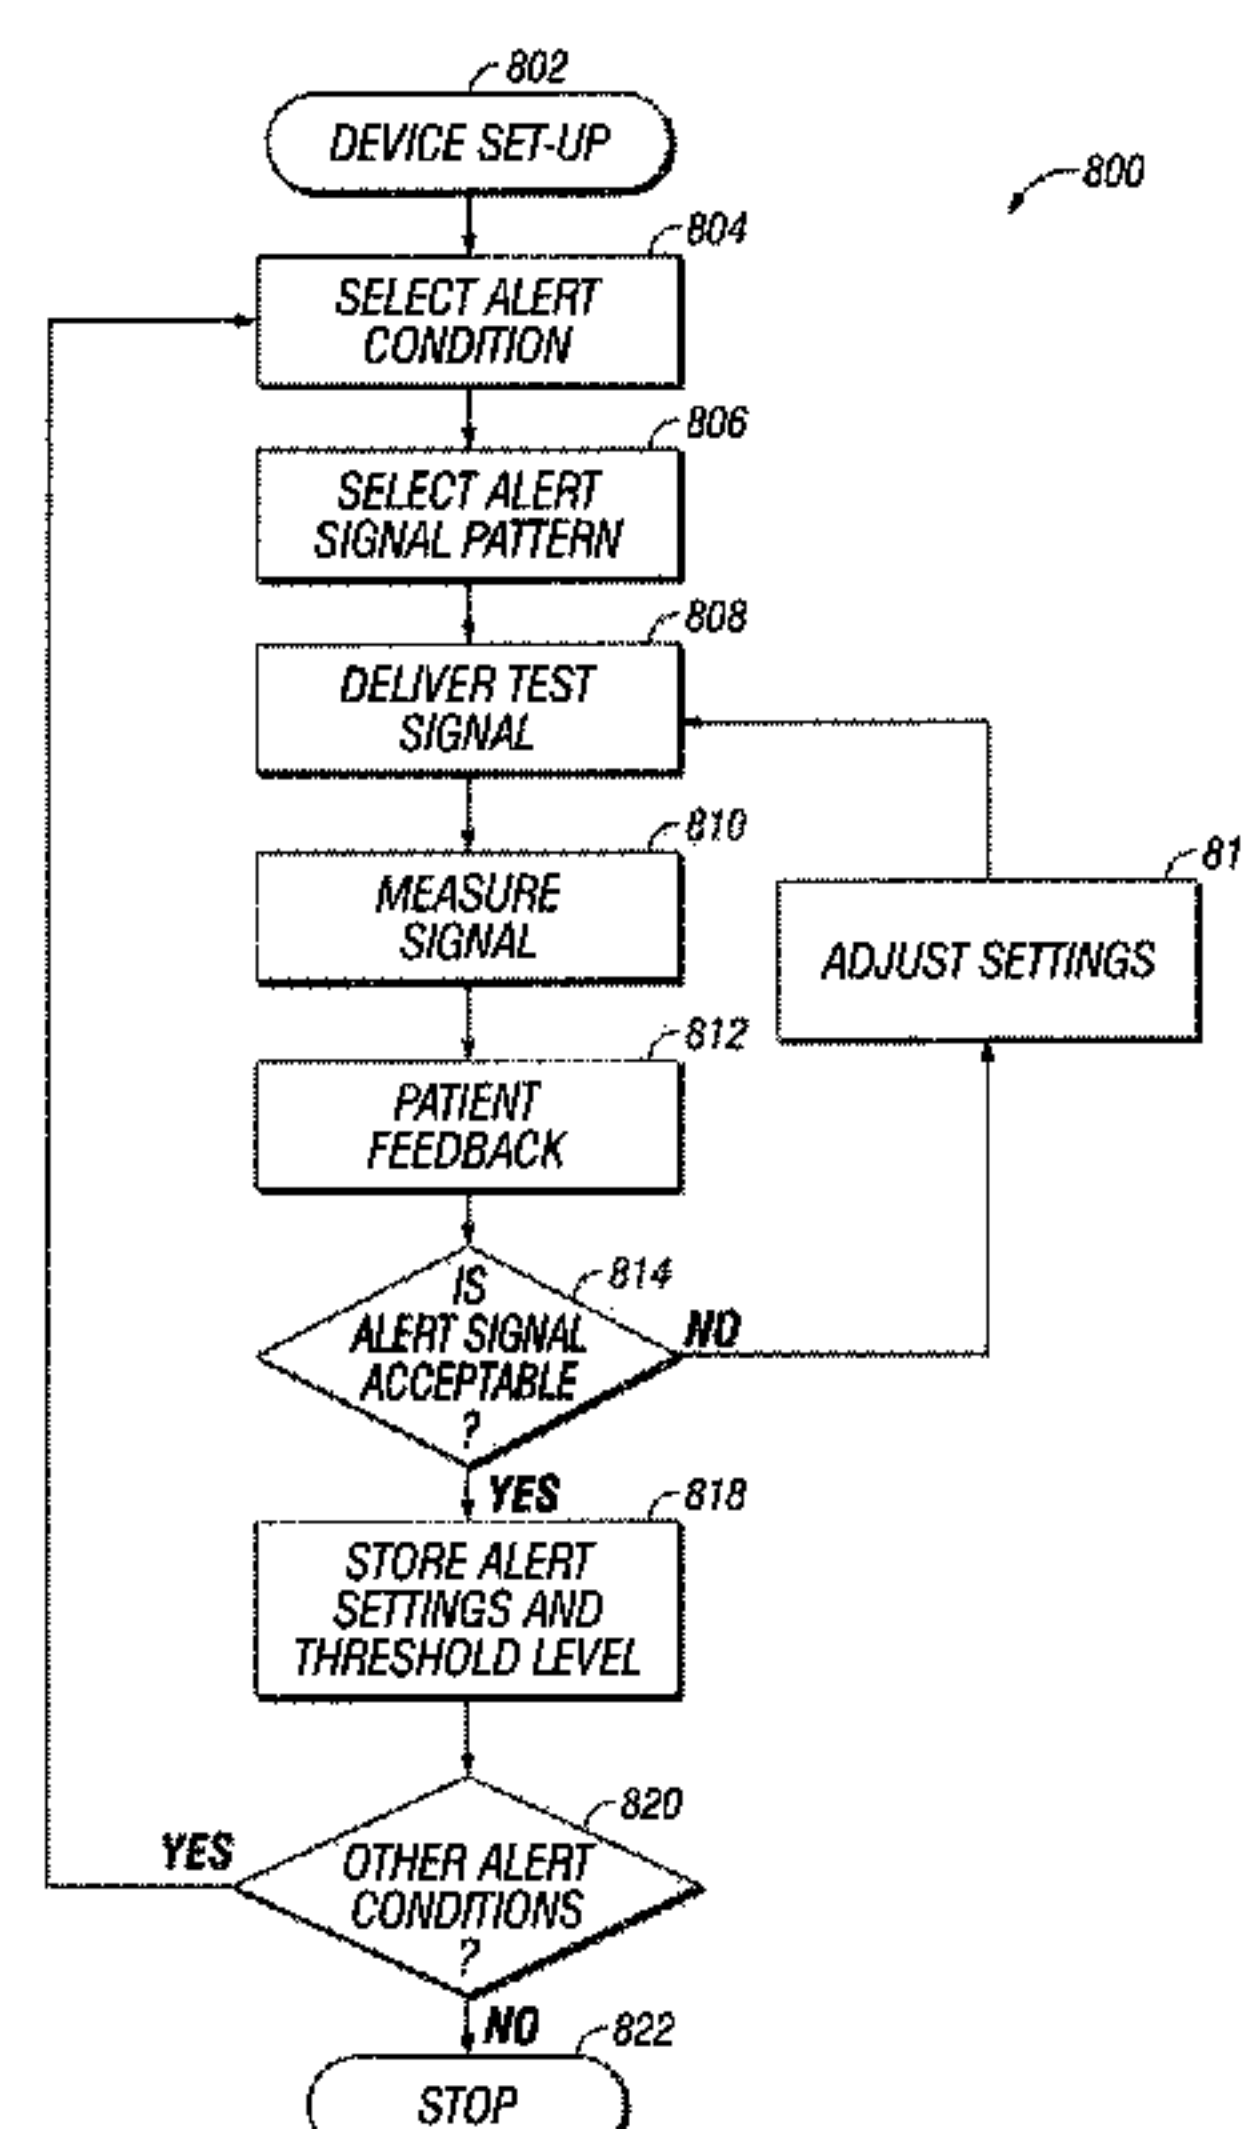 802
DEVICE SET-UP
800
804
SELECT ALERT
CONDITION
806
SELECT ALERT
SIGNAL PATTERN
808
DELIVER TEST
SIGNAL
810
MEASURE
SIGNAL
81
ADJUST SETTINGS
812
PATIENT
FEEDBACK
814
IS
ALERT SIGNAL
ACCEPTABLE
?
NO
YES
818
STORE ALERT
SETTINGS AND
THRESHOLD LEVEL
820
YES
OTHER ALERT
CONDITIONS
?
NO
822
STOP